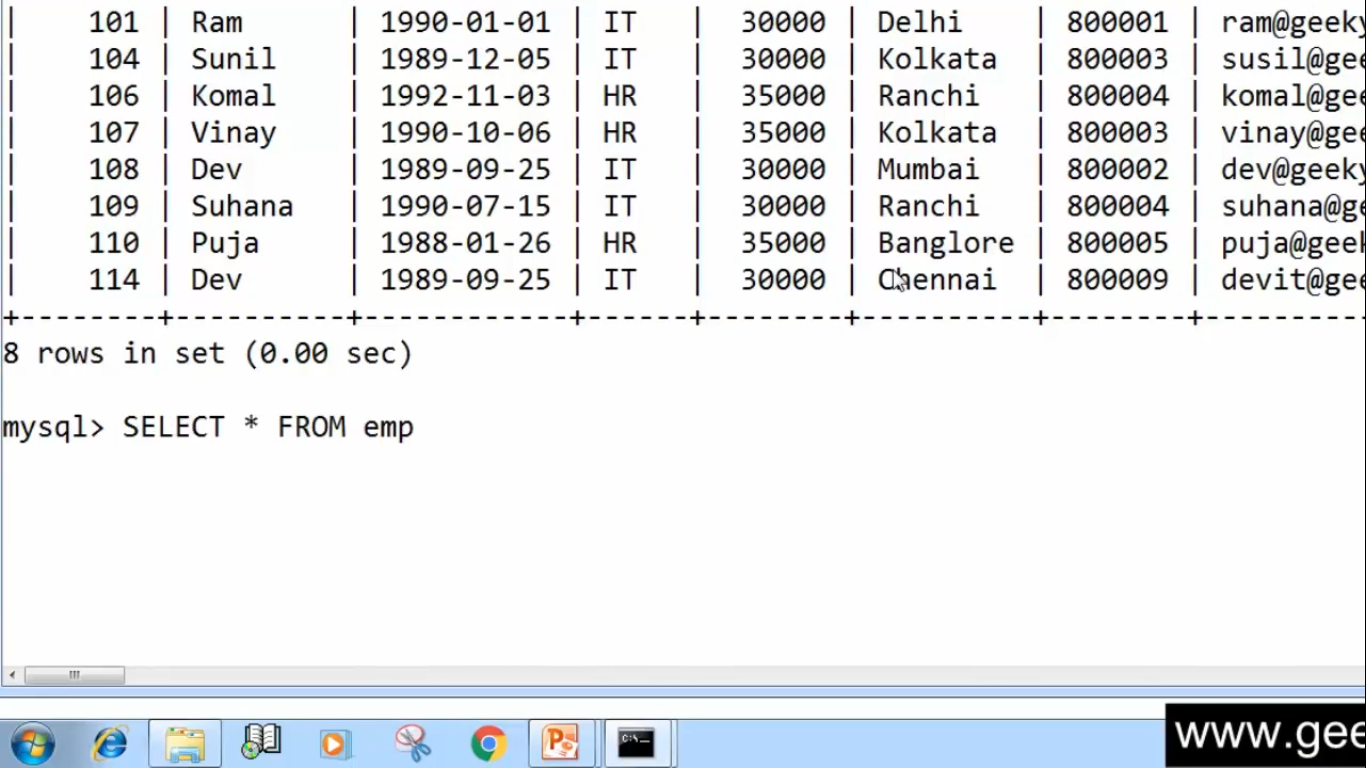 | 101 | Ram | 1990-01-01 | IT | 30000 | Delhi | 800001 | ram@geeky
| 104 | Sunil | 1989-12-05 | IT | 30000 | Kolkata | 800003 | susil@gee
| 106 | Komal | 1992-11-03 | HR | 35000 | Ranchi | 800004 | komal@gee
| 107 | Vinay | 1990-10-06 | HR | 35000 | Kolkata | 800003 | vinay@gee
| 108 | Dev | 1989-09-25 | IT | 30000 | Mumbai | 800002 | dev@geeky
| 109 | Suhana | 1990-07-15 | IT | 30000 | Ranchi | 800004 | suhana@ge
| 110 | Puja | 1988-01-26 | HR | 35000 | Banglore | 800005 | puja@geek
| 114 | Dev | 1989-09-25 | IT | 30000 | Chennai | 800009 | devit@gee
+--------+----------+------------+------+--------+----------+--------+----------
8 rows in set (0.00 sec)
mysql> SELECT * FROM emp
C:\_
www.gee